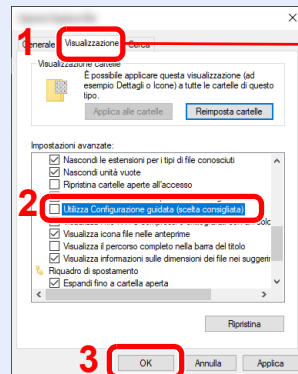 1
Generale Visualizzazione Cerca
Visualizzazione cartelle
È possibile applicare questa visualizzazione (ad
esempio Dettagli o Icone) a tutte le cartelle di questo
tipo.
Applica alle cartelle Reimposta cartelle
Impostazioni avanzate:
Nascondi le estensioni per i tipi di file conosciuti
Nascondi unità vuote
Ripristina cartelle aperte all'accesso
2
Utilizza Configurazione guidata (scelta consigliata)
Visualizza icona file nelle anteprime
Visualizza il percorso completo nella barra del titolo
Visualizza informazioni sulle dimensioni dei file nei suggerir
Riquadro di spostamento
Espandi fino a cartella aperta
Ripristina
3
OK Annulla Applica